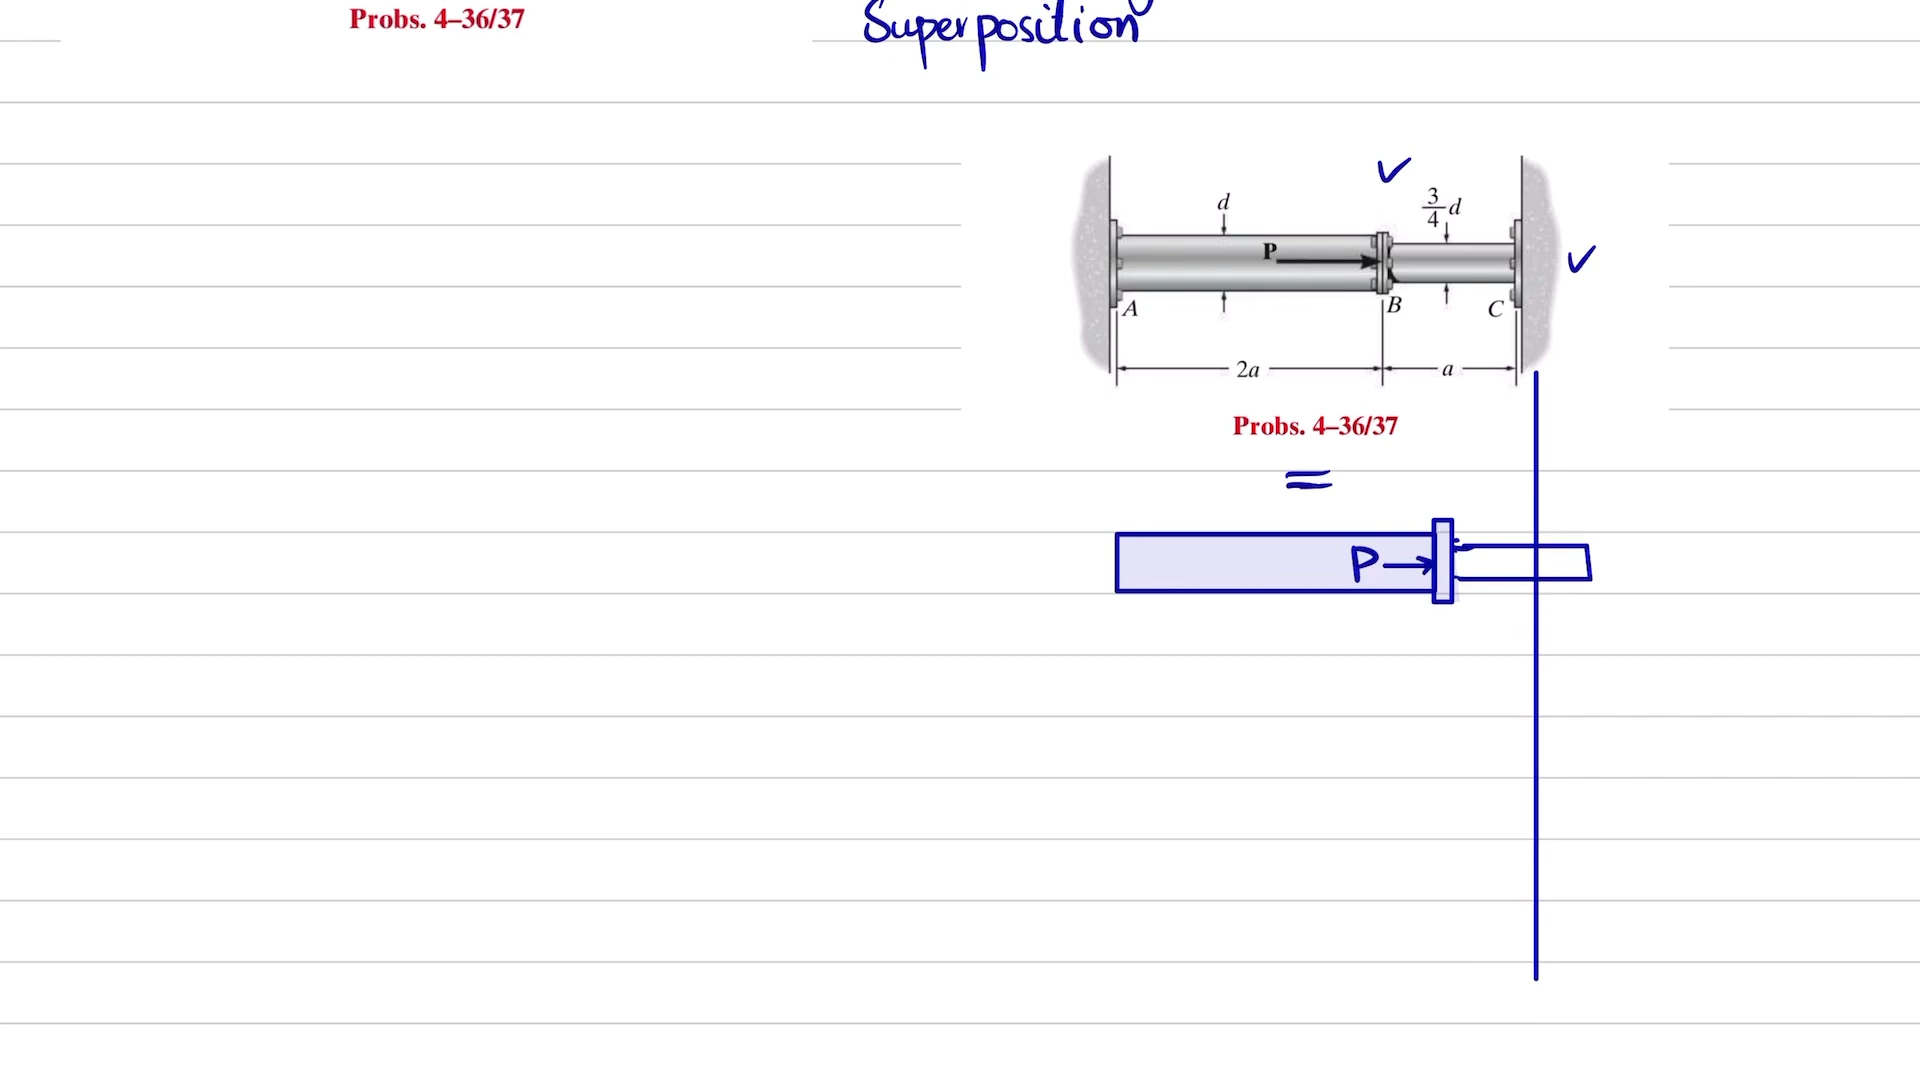 Probs. 4–36/37
Superposition
d
3/4 d
P
A
B
C
2a
a
Probs. 4–36/37
=
P